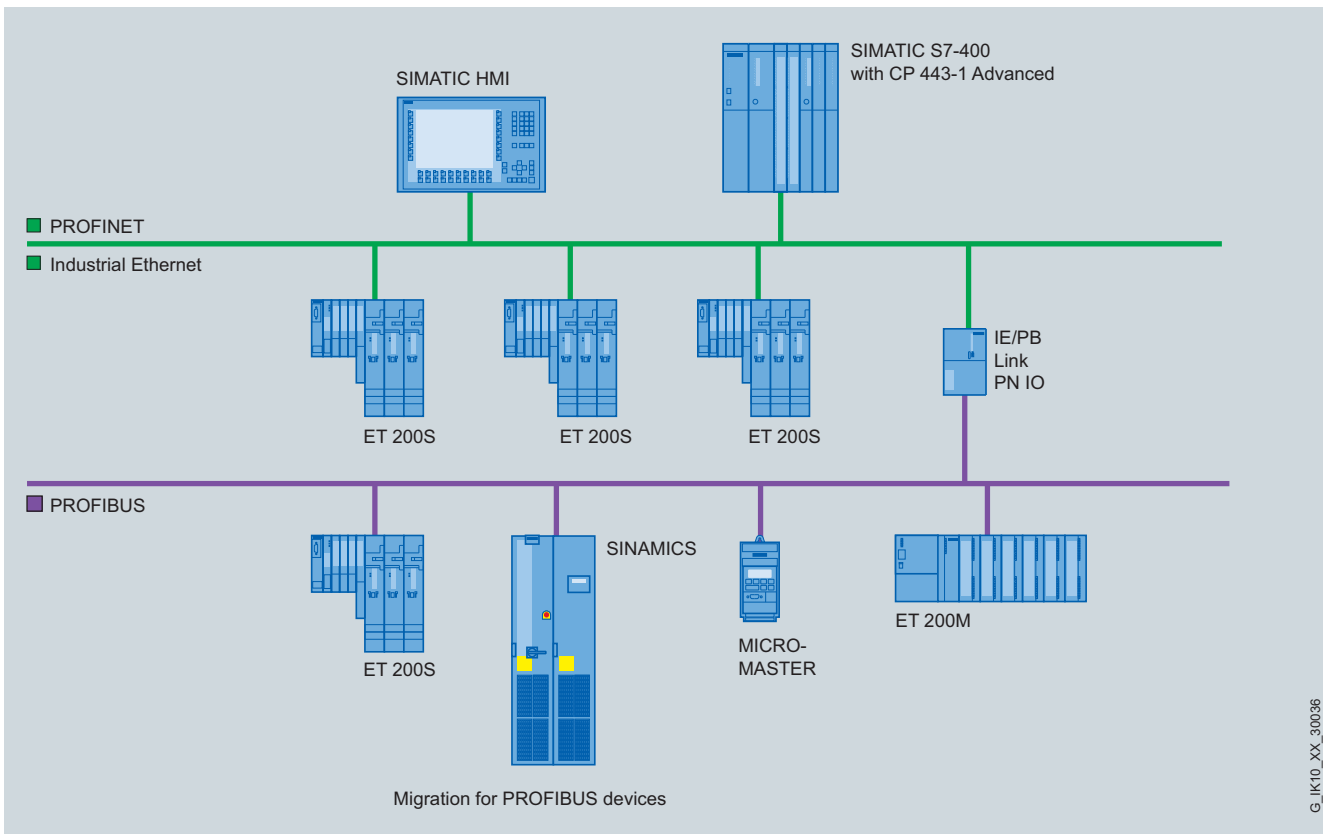 SIMATIC HMI
SIMATIC S7-400
with CP 443-1 Advanced
PROFINET
Industrial Ethernet
IE/PB
Link
PN IO
ET 200S
ET 200S
ET 200S
PROFIBUS
SINAMICS
ET 200S
MICRO-
MASTER
ET 200M
Migration for PROFIBUS devices
G_IK10_XX_30036